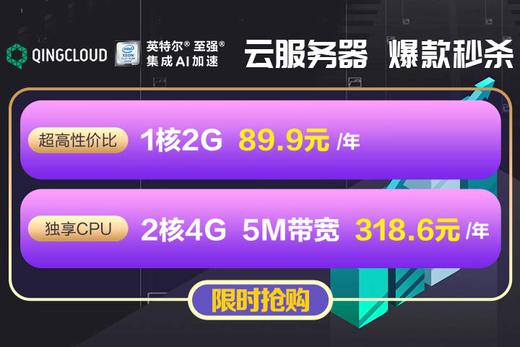 QINGCLOUD
英特尔® 至强®
集成AI加速
云服务器 爆款秒杀
超高性价比 1核2G 89.9元 /年
独享CPU 2核4G 5M带宽 318.6元 /年
限时抢购